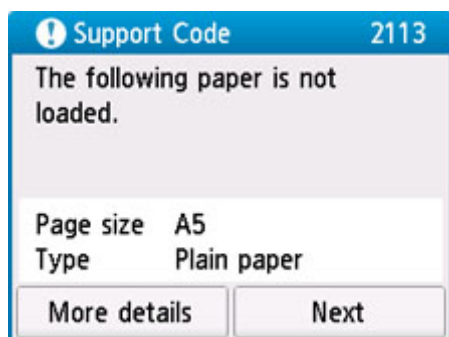 Support Code 2113
The following paper is not
loaded.
Page size A5
Type Plain paper
More details Next